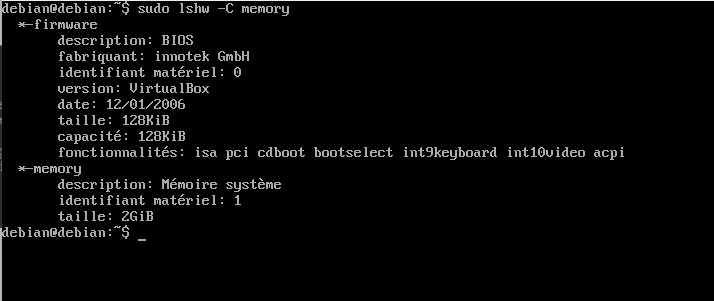 debian@debian:~$ sudo lshw -C memory
*-firmware
description: BIOS
fabriquant: innotek GmbH
identifiant matériel: 0
version: VirtualBox
date: 12/01/2006
taille: 128KiB
capacité: 128KiB
fonctionnalités: isa pci cdboot bootselect int9keyboard int10video acpi
*-memory
description: Mémoire système
identifiant matériel: 1
taille: 2GiB
debian@debian:~$ _